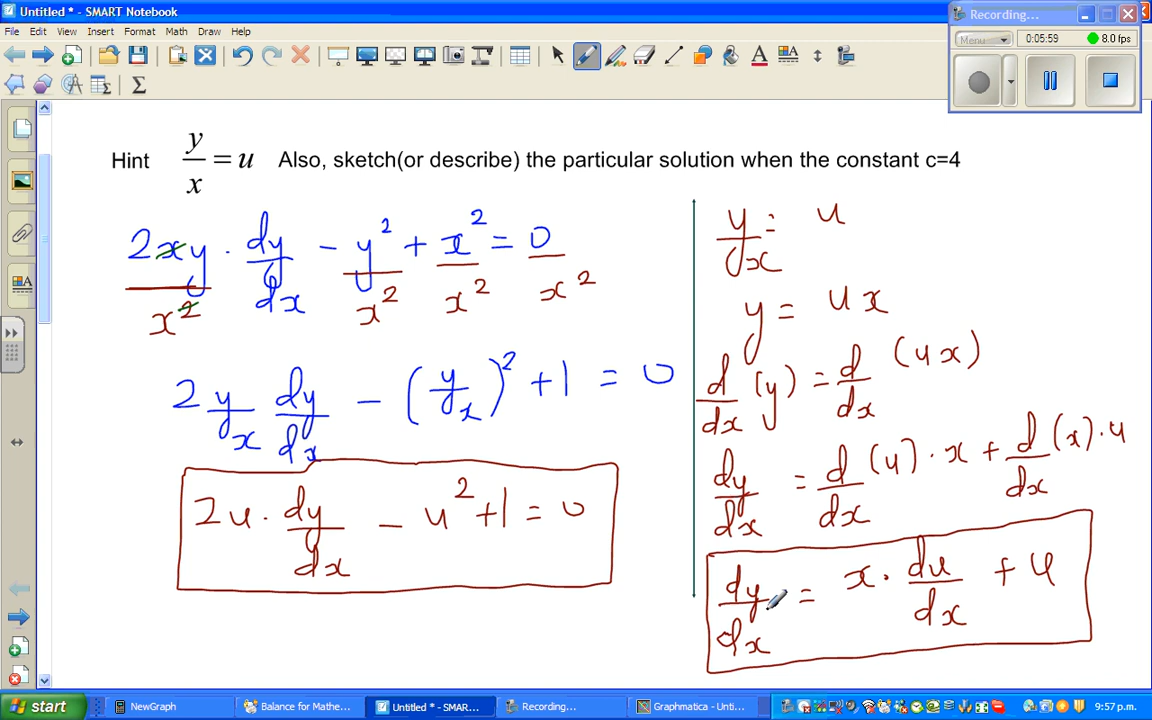 Untitled * - SMART Notebook
Recording...
File Edit View Insert Format Math Draw Help
Menu 0:05:59 8.0 fps
Hint y/x = u Also, sketch(or describe) the particular solution when the constant c=4
2xy/x² · dy/dx − y²/x² + x²/x² = 0/x²
2 y/x dy/dx − (y/x)² + 1 = 0
2u · dy/dx − u² + 1 = 0
y/x = u
y = ux
d/dx (y) = d/dx (ux)
dy/dx = d/dx (u) · x + d/dx (x) · u
dy/dx = x · du/dx + u
start NewGraph Balance for Mathe... Untitled * - SMAR... Recording... Graphmatica - Unti... 9:57 p.m.